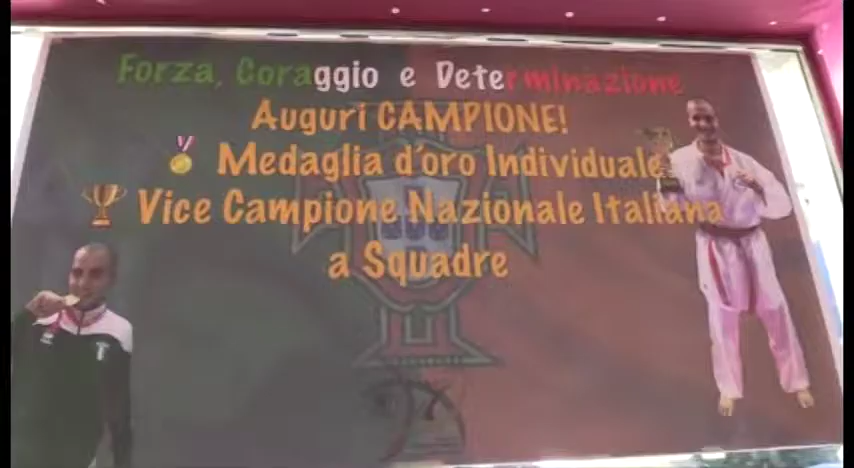 Forza, Coraggio e Determinazione
Auguri CAMPIONE!
Medaglia d'oro Individuale
Vice Campione Nazionale Italiana
a Squadre